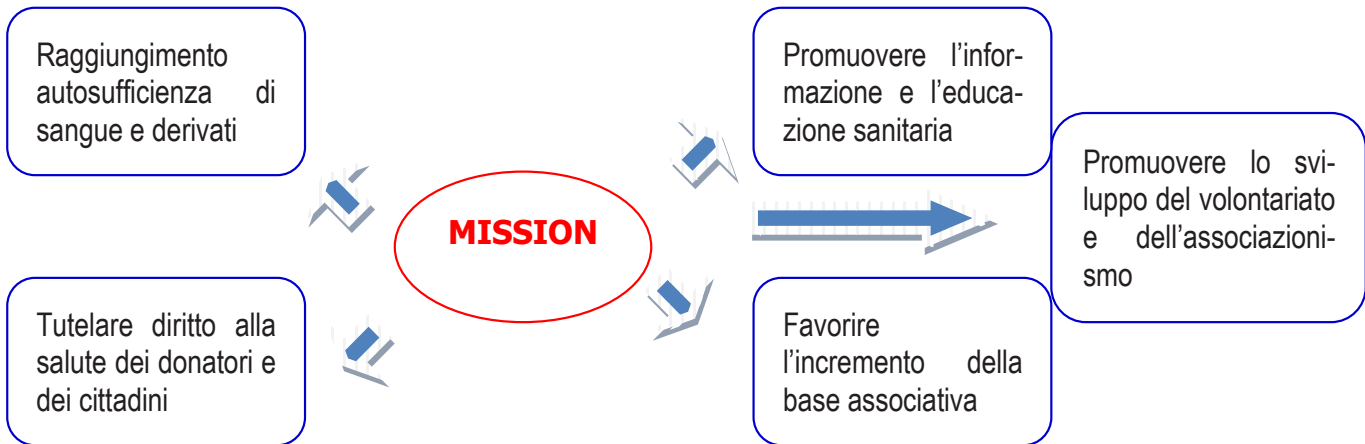 Raggiungimento
autosufficienza di
sangue e derivati
Promuovere l’infor-
mazione e l’educa-
zione sanitaria
Promuovere lo svi-
luppo del volontariato
e dell’associazioni-
smo
MISSION
Tutelare diritto alla
salute dei donatori e
dei cittadini
Favorire
l’incremento della
base associativa